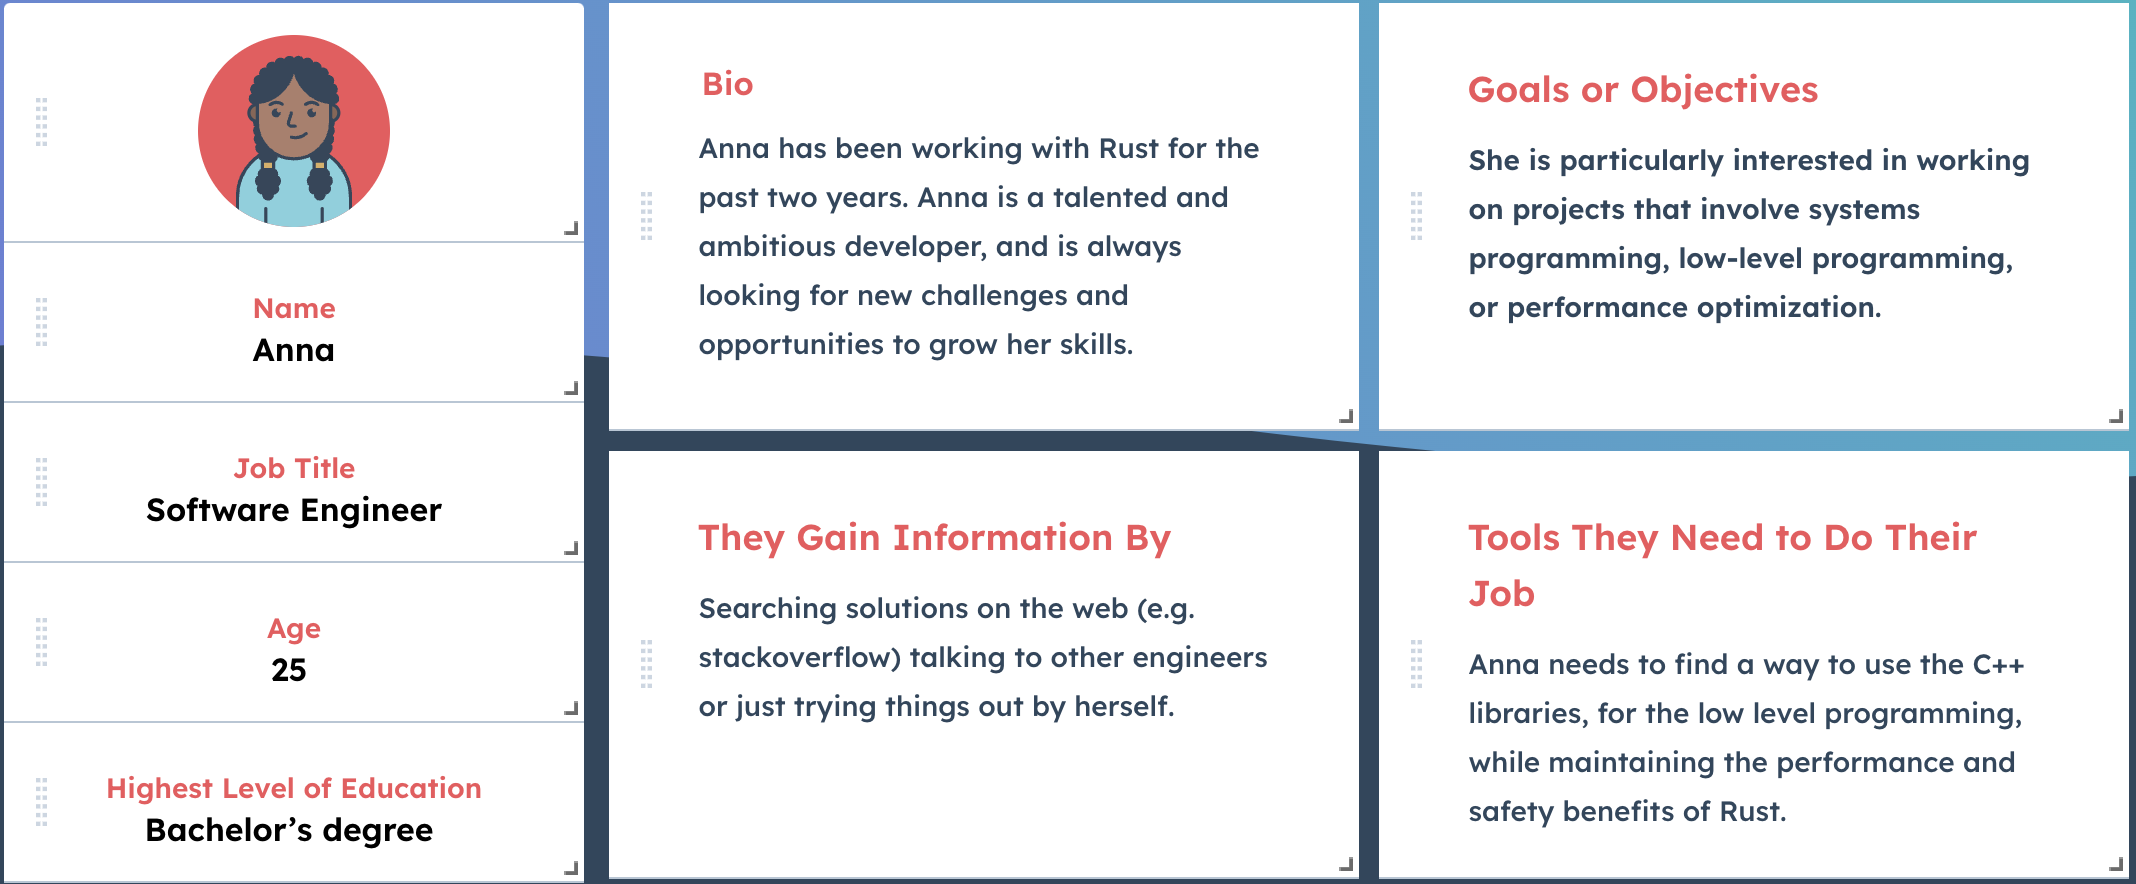 Name
Anna
Job Title
Software Engineer
Age
25
Highest Level of Education
Bachelor’s degree
Bio
Anna has been working with Rust for the
past two years. Anna is a talented and
ambitious developer, and is always
looking for new challenges and
opportunities to grow her skills.
Goals or Objectives
She is particularly interested in working
on projects that involve systems
programming, low-level programming,
or performance optimization.
They Gain Information By
Searching solutions on the web (e.g.
stackoverflow) talking to other engineers
or just trying things out by herself.
Tools They Need to Do Their
Job
Anna needs to find a way to use the C++
libraries, for the low level programming,
while maintaining the performance and
safety benefits of Rust.